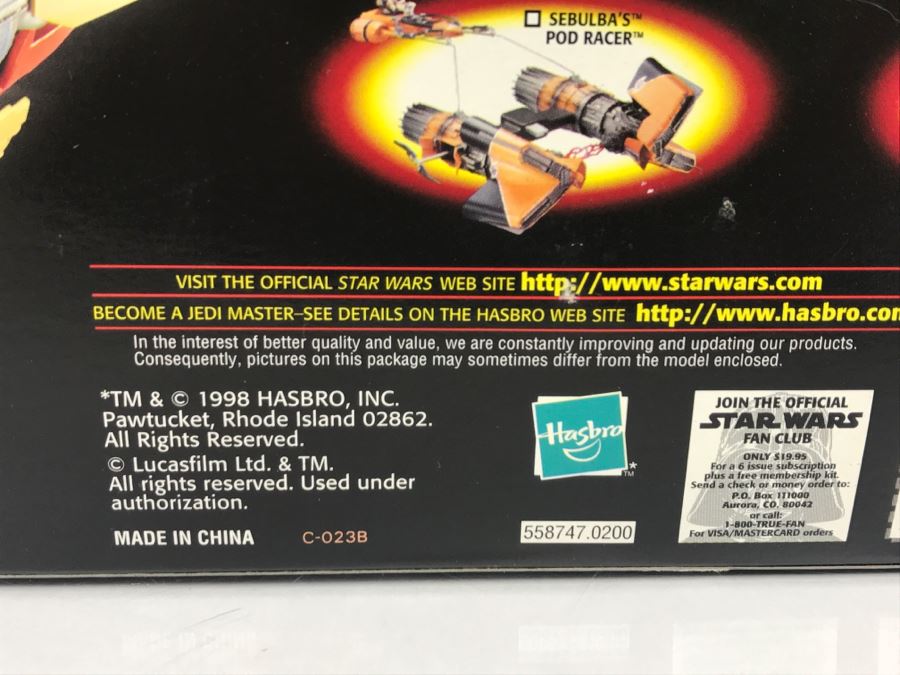 SEBULBA'S™
POD RACER™
VISIT THE OFFICIAL STAR WARS WEB SITE http://www.starwars.com
BECOME A JEDI MASTER–SEE DETAILS ON THE HASBRO WEB SITE http://www.hasbro.com
In the interest of better quality and value, we are constantly improving and updating our products.
Consequently, pictures on this package may sometimes differ from the model enclosed.
*TM & © 1998 HASBRO, INC.
Pawtucket, Rhode Island 02862.
All Rights Reserved.
© Lucasfilm Ltd. & TM.
All rights reserved. Used under
authorization.
MADE IN CHINA C-023B
Hasbro
TM*
558747.0200
JOIN THE OFFICIAL
STAR WARS
FAN CLUB
ONLY $19.95
For a 6 issue subscription
plus a free membership kit.
Send a check or money order to:
P.O. Box 111000
Aurora, CO. 80042
or call:
1-800-TRUE-FAN
For VISA/MASTERCARD orders